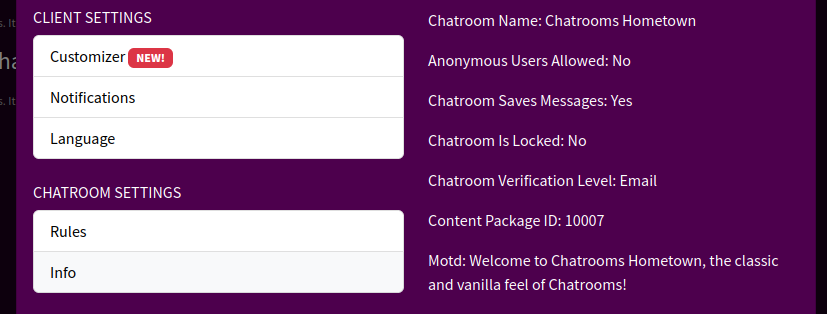 CLIENT SETTINGS
Customizer NEW!
Notifications
Language
CHATROOM SETTINGS
Rules
Info
Chatroom Name: Chatrooms Hometown
Anonymous Users Allowed: No
Chatroom Saves Messages: Yes
Chatroom Is Locked: No
Chatroom Verification Level: Email
Content Package ID: 10007
Motd: Welcome to Chatrooms Hometown, the classic
and vanilla feel of Chatrooms!